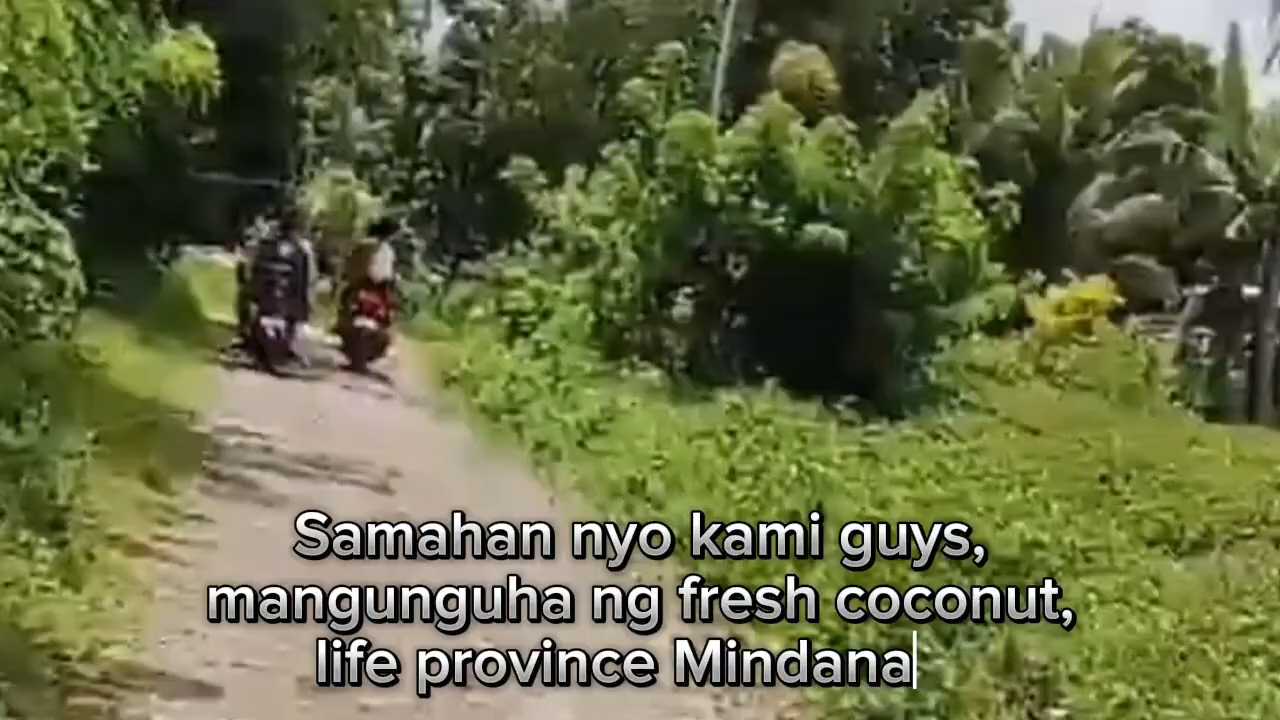 Samahan nyo kami guys,
mangunguha ng fresh coconut,
life province Mindana